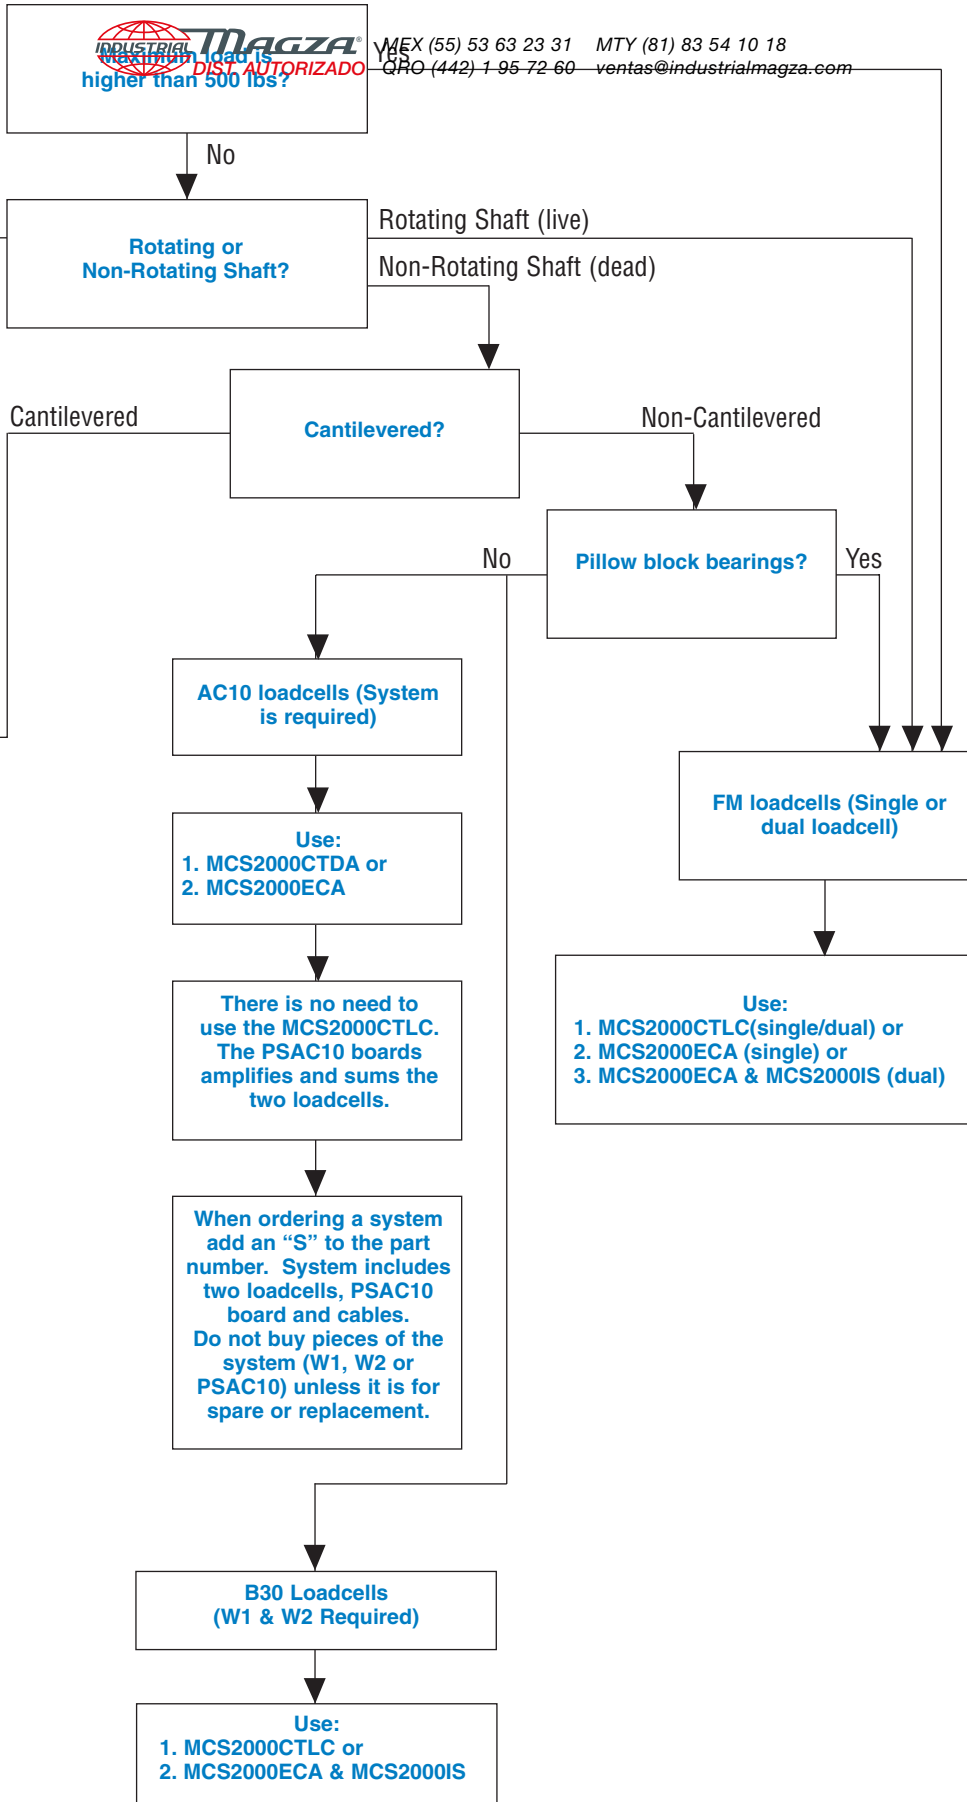 INDUSTRIAL MAGZA®
DIST. AUTORIZADO
MEX (55) 53 63 23 31 MTY (81) 83 54 10 18
QRO (442) 1 95 72 60 ventas@industrialmagza.com
Maximum load is
higher than 500 lbs?
Yes
No
Rotating or
Non-Rotating Shaft?
Rotating Shaft (live)
Non-Rotating Shaft (dead)
Cantilevered
Cantilevered?
Non-Cantilevered
No
Pillow block bearings?
Yes
AC10 loadcells (System
is required)
FM loadcells (Single or
dual loadcell)
Use:
1. MCS2000CTDA or
2. MCS2000ECA
There is no need to
use the MCS2000CTLC.
The PSAC10 boards
amplifies and sums the
two loadcells.
Use:
1. MCS2000CTLC(single/dual) or
2. MCS2000ECA (single) or
3. MCS2000ECA & MCS2000IS (dual)
When ordering a system
add an “S” to the part
number. System includes
two loadcells, PSAC10
board and cables.
Do not buy pieces of the
system (W1, W2 or
PSAC10) unless it is for
spare or replacement.
B30 Loadcells
(W1 & W2 Required)
Use:
1. MCS2000CTLC or
2. MCS2000ECA & MCS2000IS